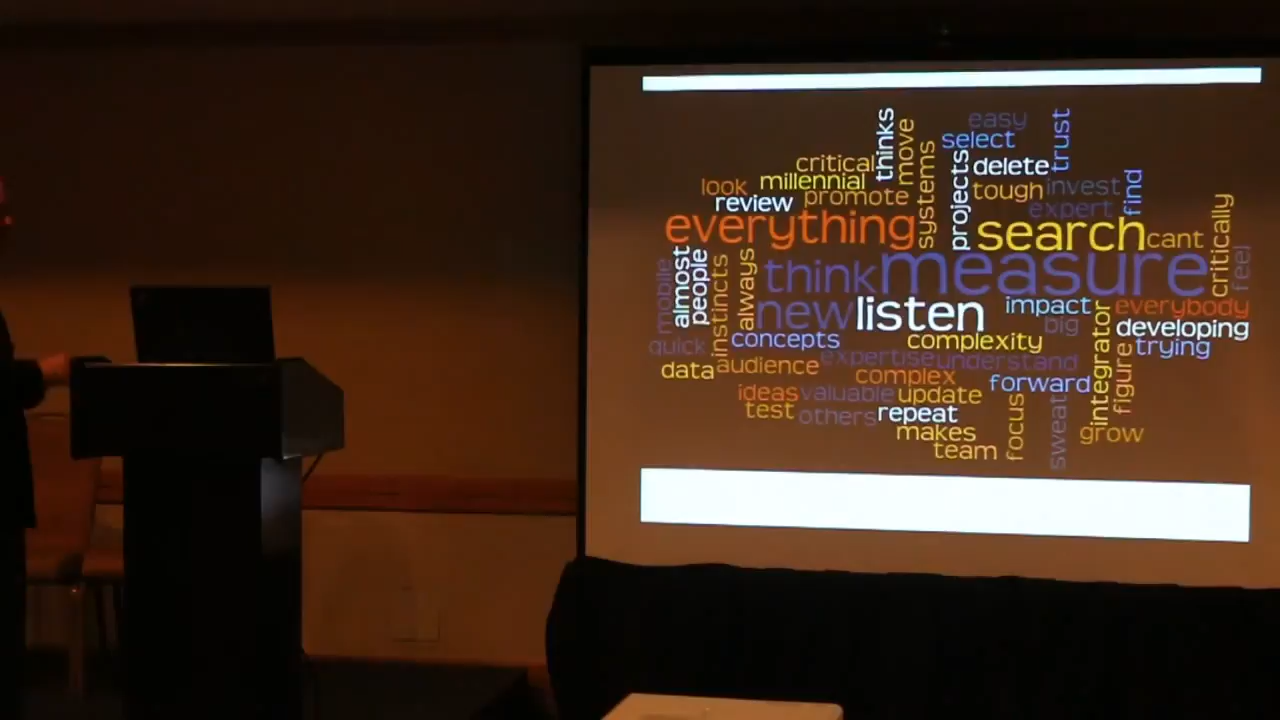 thinks
easy
trust
move
select
systems
projects
critical
delete
look
millennial
tough
invest
find
review
promote
expert
critically
everything
search
cant
feel
almost
people
mobile
instincts
always
think
measure
new
listen
impact
everybody
big
developing
integrator
concepts
complexity
trying
quick
figure
expertise
understand
data
audience
complex
forward
ideas
valuable
update
focus
sweat
test
others
repeat
makes
grow
team